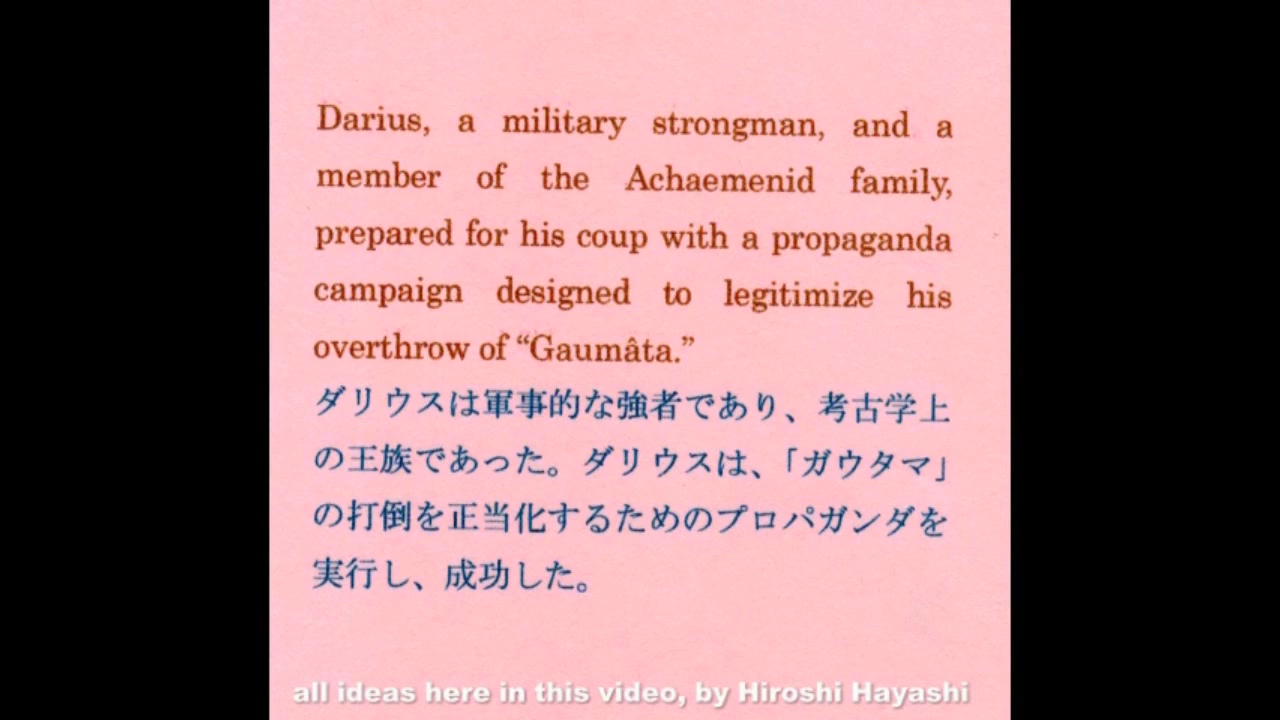 Darius, a military strongman, and a
member of the Achaemenid family,
prepared for his coup with a propaganda
campaign designed to legitimize his
overthrow of “Gaumâta.”
ダリウスは軍事的な強者であり、考古学上
の王族であった。ダリウスは、「ガウタマ」
の打倒を正当化するためのプロパガンダを
実行し、成功した。
all ideas here in this video, by Hiroshi Hayashi